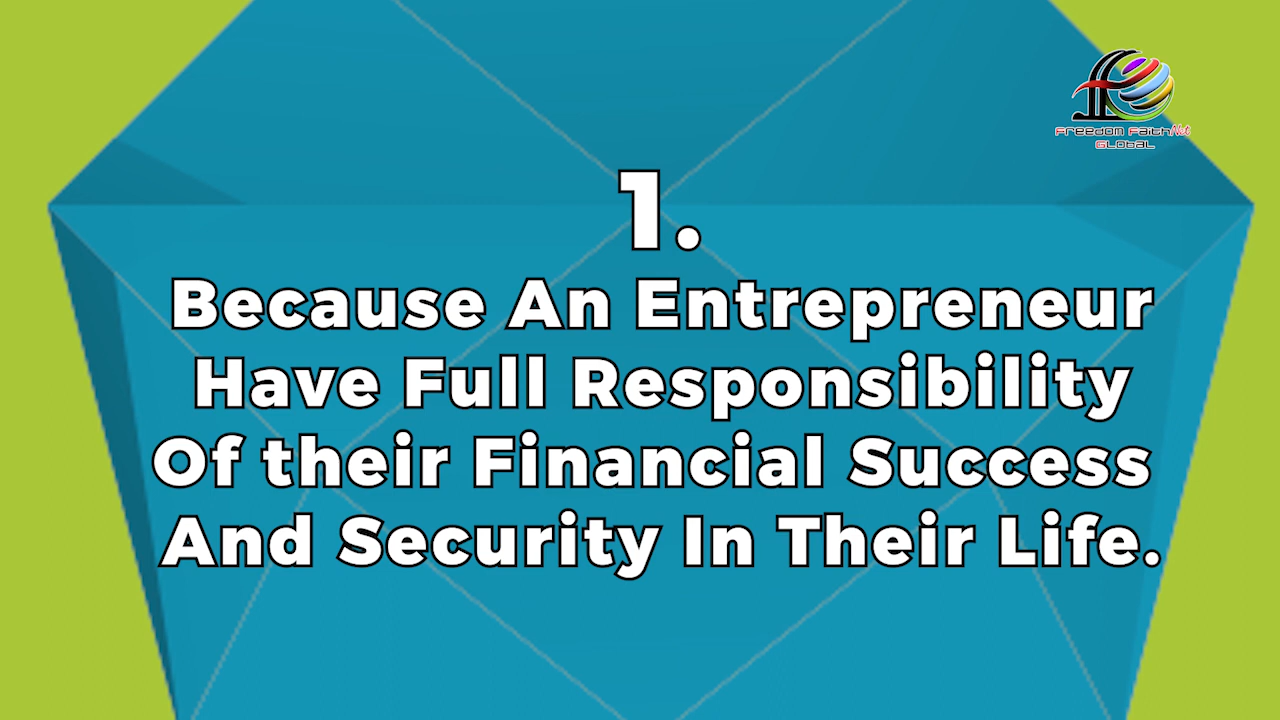 Freedom Faith Net
Global
1.
Because An Entrepreneur
Have Full Responsibility
Of their Financial Success
And Security In Their Life.